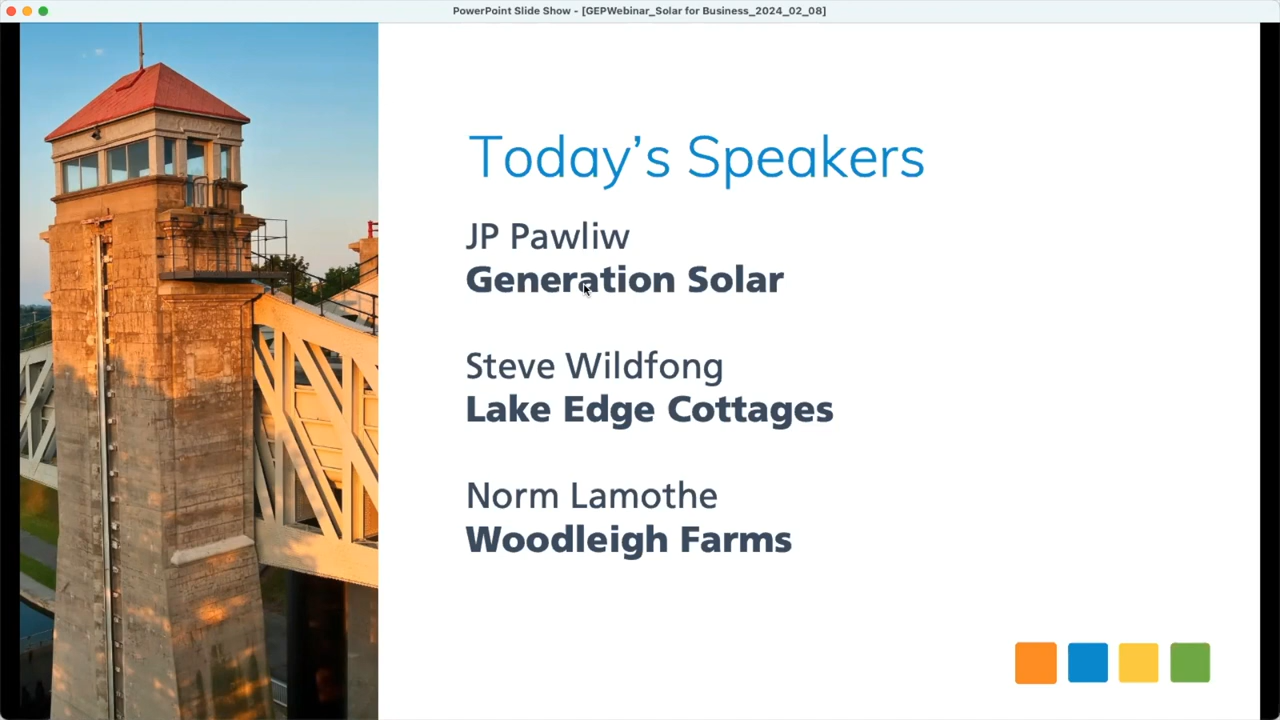 PowerPoint Slide Show - [GEPWebinar_Solar for Business_2024_02_08]
Today’s Speakers
JP Pawliw
Generation Solar
Steve Wildfong
Lake Edge Cottages
Norm Lamothe
Woodleigh Farms